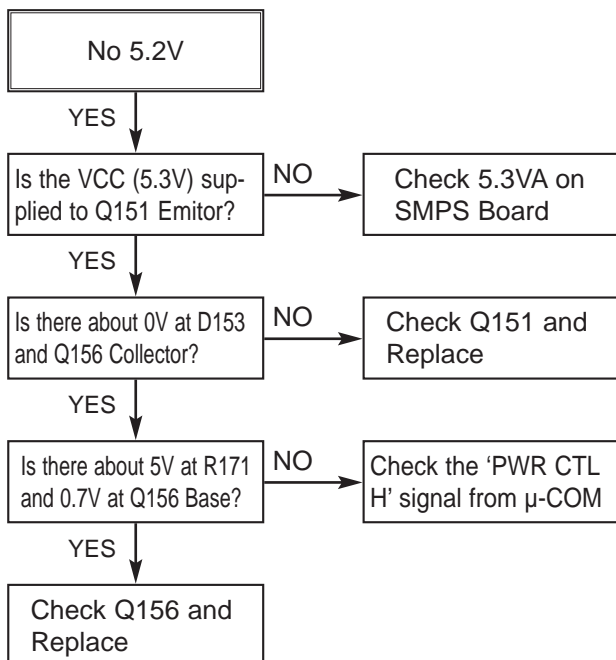 No 5.2V
YES
Is the VCC (5.3V) sup-
plied to Q151 Emitor?
NO
Check 5.3VA on
SMPS Board
YES
Is there about 0V at D153
and Q156 Collector?
NO
Check Q151 and
Replace
YES
Is there about 5V at R171
and 0.7V at Q156 Base?
NO
Check the ‘PWR CTL
H’ signal from µ-COM
YES
Check Q156 and
Replace